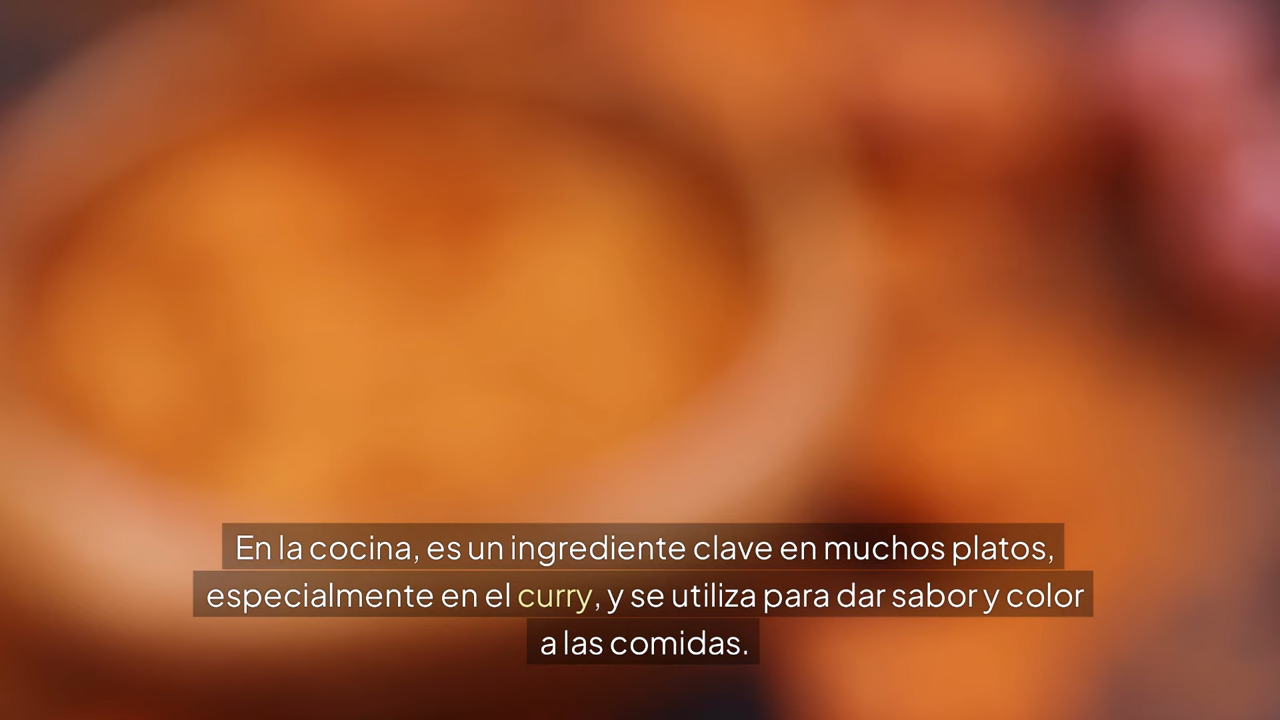 En la cocina, es un ingrediente clave en muchos platos,
especialmente en el curry, y se utiliza para dar sabor y color
a las comidas.